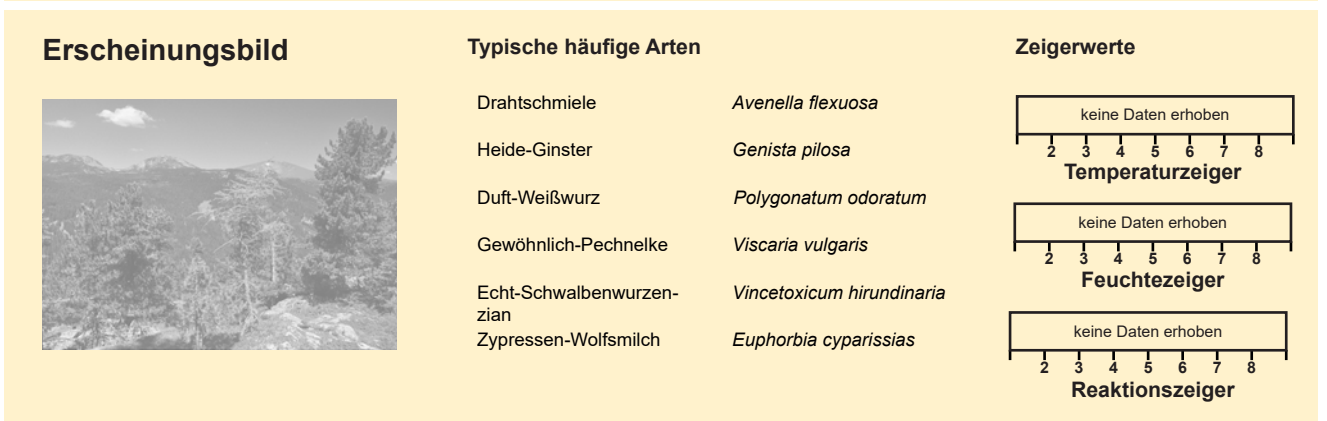 Erscheinungsbild
Typische häufige Arten
Drahtschmiele Avenella flexuosa
Heide-Ginster Genista pilosa
Duft-Weißwurz Polygonatum odoratum
Gewöhnlich-Pechnelke Viscaria vulgaris
Echt-Schwalbenwurzen- Vincetoxicum hirundinaria
zian
Zypressen-Wolfsmilch Euphorbia cyparissias
Zeigerwerte
keine Daten erhoben
2 3 4 5 6 7 8
Temperaturzeiger
keine Daten erhoben
2 3 4 5 6 7 8
Feuchtezeiger
keine Daten erhoben
2 3 4 5 6 7 8
Reaktionszeiger